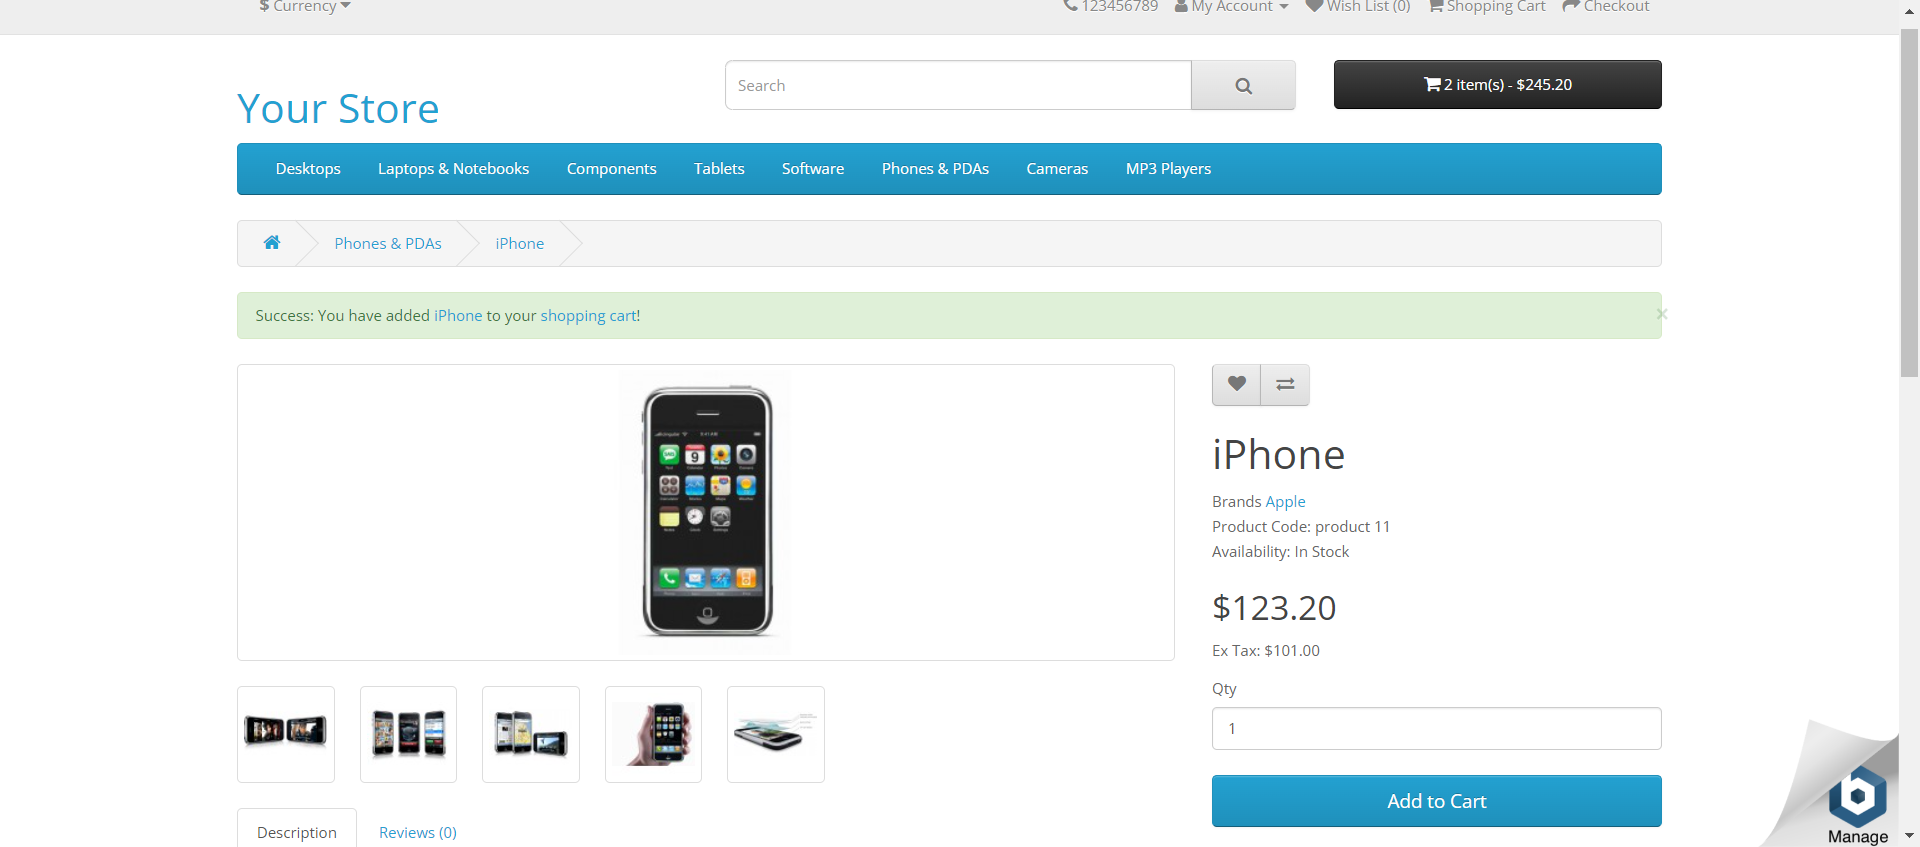 $ Currency
123456789 My Account Wish List (0) Shopping Cart Checkout
Your Store
Search
2 item(s) - $245.20
Desktops Laptops & Notebooks Components Tablets Software Phones & PDAs Cameras MP3 Players
Phones & PDAs iPhone
Success: You have added iPhone to your shopping cart!
×
iPhone
Brands Apple
Product Code: product 11
Availability: In Stock
$123.20
Ex Tax: $101.00
Qty
1
Add to Cart
Description Reviews (0)
b
Manage